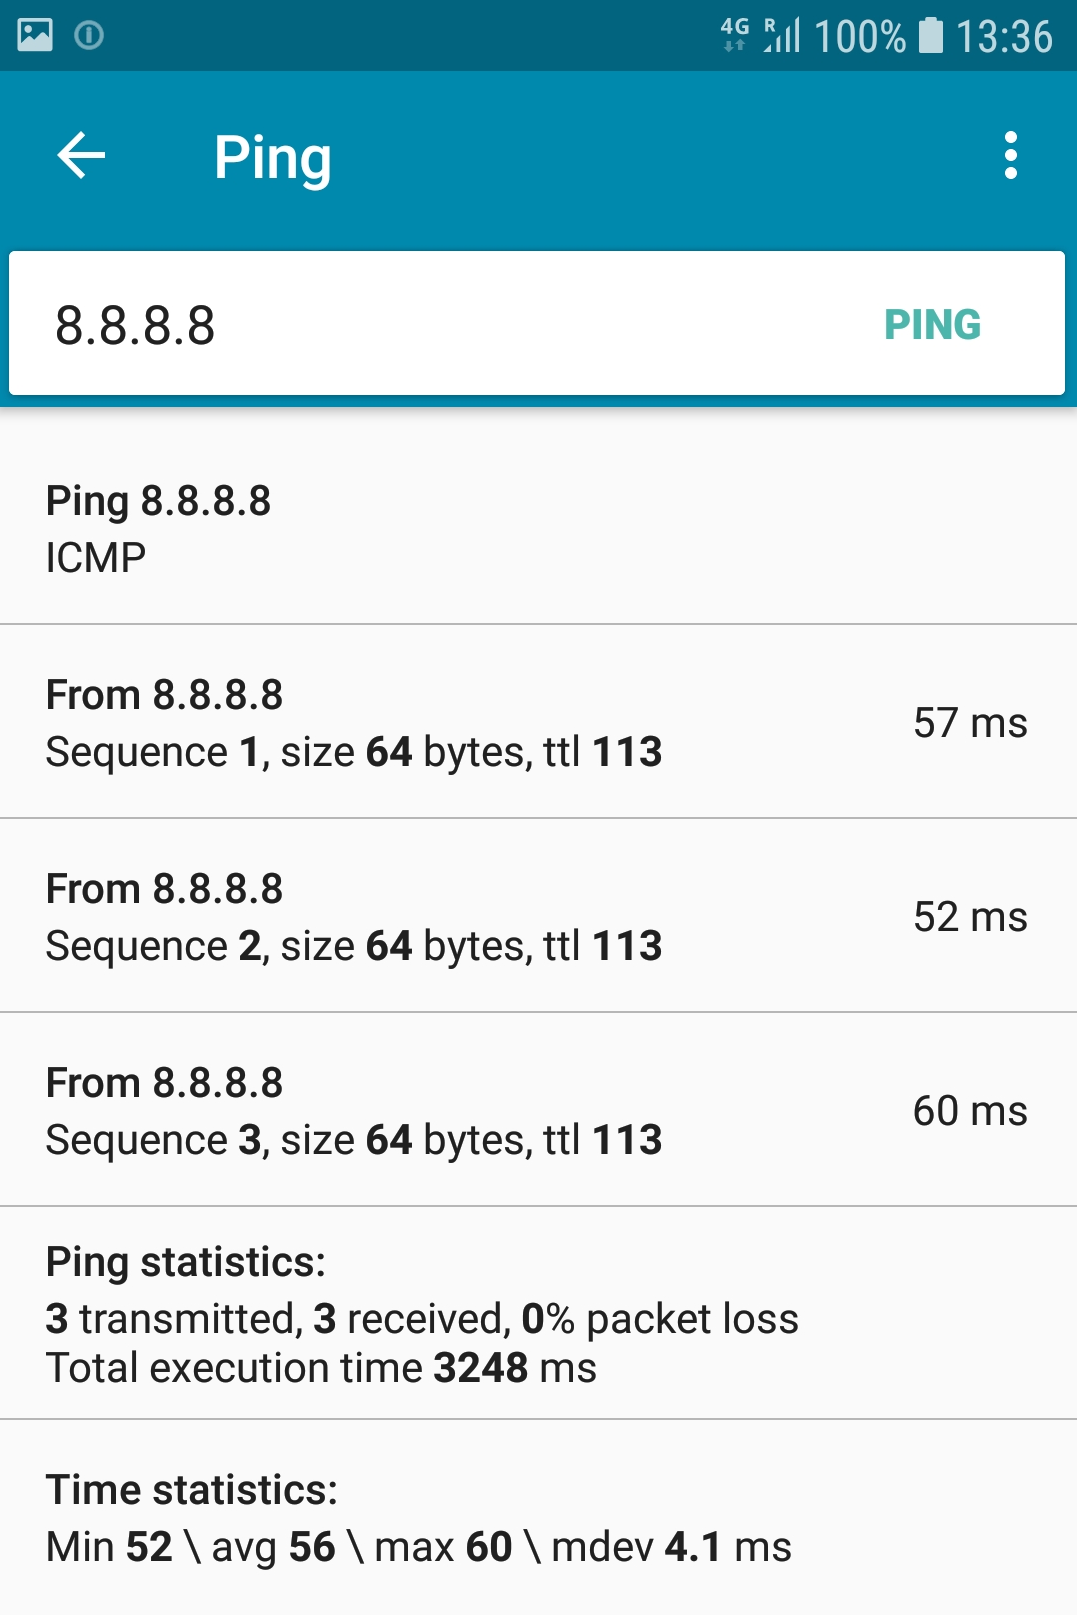 4G R 100% 13:36
Ping
8.8.8.8 PING
Ping 8.8.8.8
ICMP
From 8.8.8.8
Sequence 1, size 64 bytes, ttl 113 57 ms
From 8.8.8.8
Sequence 2, size 64 bytes, ttl 113 52 ms
From 8.8.8.8
Sequence 3, size 64 bytes, ttl 113 60 ms
Ping statistics:
3 transmitted, 3 received, 0% packet loss
Total execution time 3248 ms
Time statistics:
Min 52 \ avg 56 \ max 60 \ mdev 4.1 ms